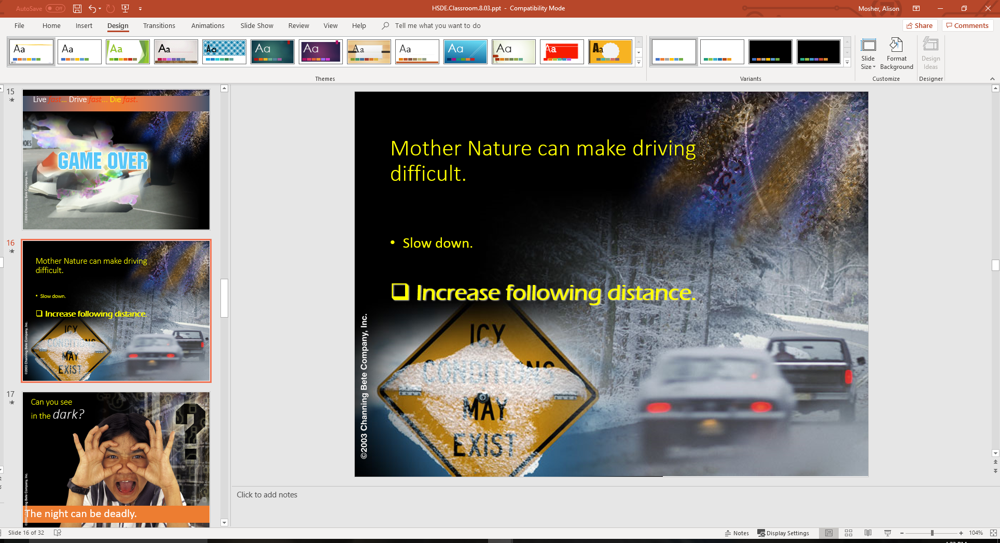 AutoSave Off
HSDE.Classroom.8.03.ppt - Compatibility Mode
Mosher, Alison
File Home Insert Design Transitions Animations Slide Show Review View Help Tell me what you want to do
Share Comments
Aa Aa Aa Aa Aa Aa Aa Aa Aa Aa Aa Aa Aa
Slide
Size
Format
Background
Design
Ideas
Themes
Variants
Customize
Designer
15
Live fast... Drive fast... Die fast.
GAME OVER
©2003 Channing Bete Company, Inc.
16
Mother Nature can make driving
difficult.
• Slow down.
❑ Increase following distance.
ICY
CONDITIONS
MAY
EXIST
©2003 Channing Bete Company, Inc.
17
Can you see
in the dark?
?
The night can be deadly.
Mother Nature can make driving
difficult.
• Slow down.
❑ Increase following distance.
©2003 Channing Bete Company, Inc.
ICY
CONDITIONS
MAY
EXIST
Click to add notes
Slide 16 of 32
Notes
Display Settings
104%